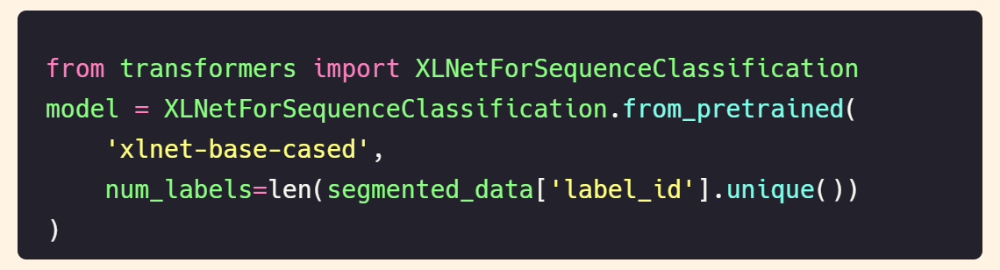 from transformers import XLNetForSequenceClassification
model = XLNetForSequenceClassification.from_pretrained(
    'xlnet-base-cased',
    num_labels=len(segmented_data['label_id'].unique())
)